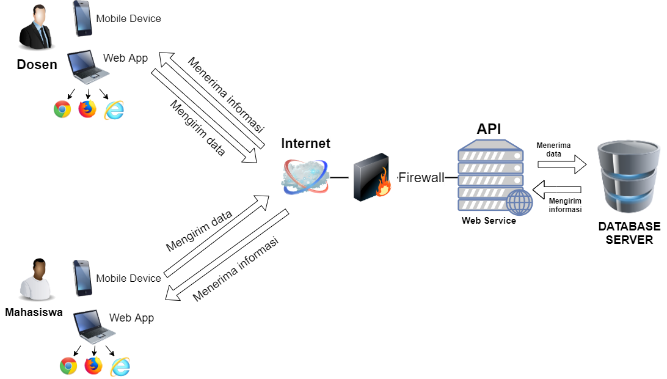 Mobile Device
Dosen
Web App
Menerima informasi
Mengirim data
Internet
Firewall
API
Web Service
Menerima
data
Mengirim
informasi
DATABASE
SERVER
Mengirim data
Menerima informasi
Mobile Device
Mahasiswa
Web App